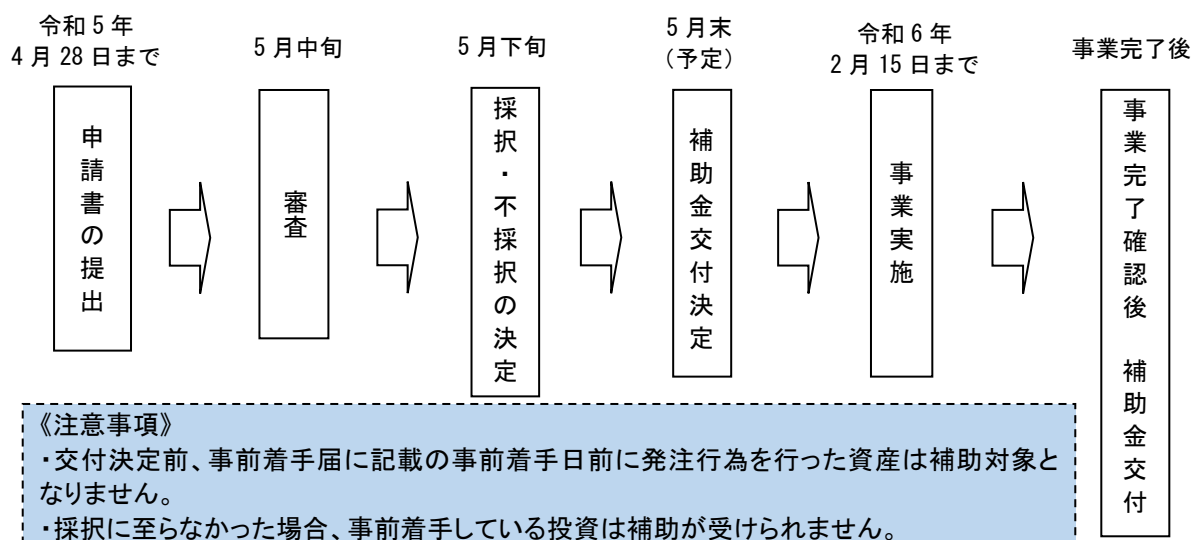 令和5年
4月28日まで
5月中旬
5月下旬
5月末
(予定)
令和6年
2月15日まで
事業完了後
申請書の提出
審査
採択・不採択の決定
補助金交付決定
事業実施
事業完了確認後　補助金交付
《注意事項》
・交付決定前、事前着手届に記載の事前着手日前に発注行為を行った資産は補助対象と
なりません。
・採択に至らなかった場合、事前着手している投資は補助が受けられません。